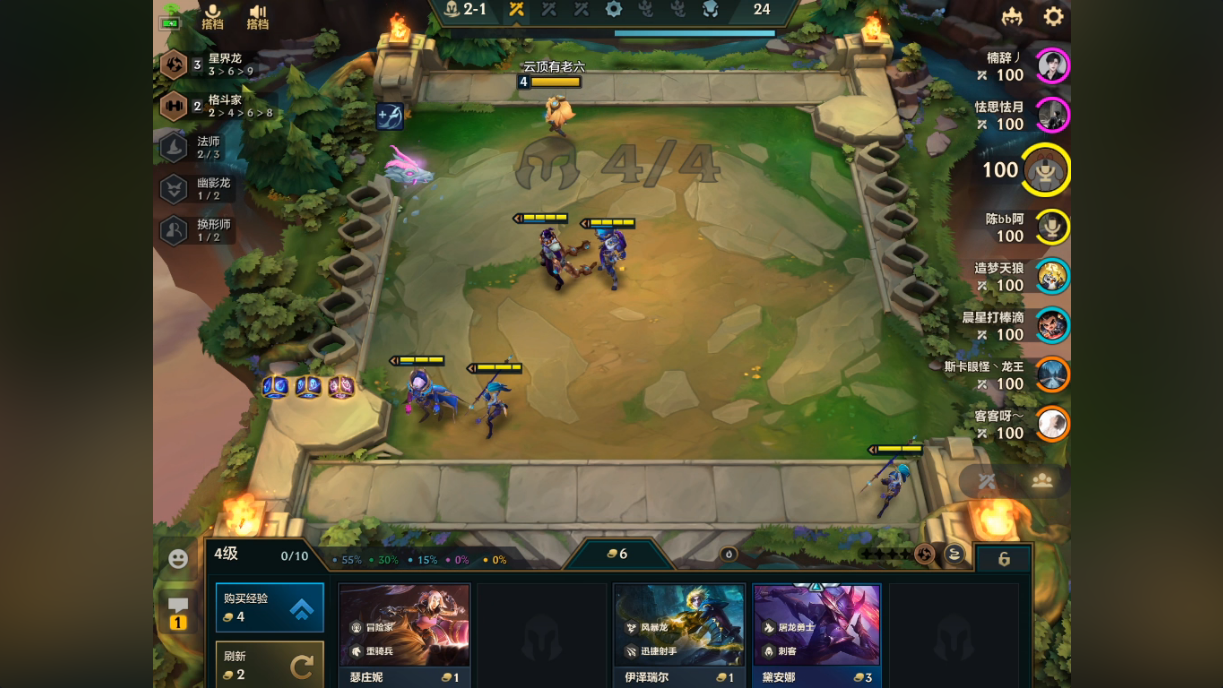 搭档
搭档
2-1
24
3
星界龙
3 > 6 > 9
2
格斗家
2 > 4 > 6 > 8
法师
2 / 3
幽影龙
1 / 2
换形师
1 / 2
云顶有老六
4
4/4
楠辞丿
100
怯思怯月
100
100
陈bb阿
100
造梦天狼
100
晨星打棒滴
100
斯卡眼怪丶龙王
100
客客呀~
100
4级
0/10
55%
30%
15%
0%
0%
6
1
购买经验
4
刷新
2
冒险家
重骑兵
瑟庄妮
1
风暴龙
迅捷射手
伊泽瑞尔
1
屠龙勇士
刺客
黛安娜
3